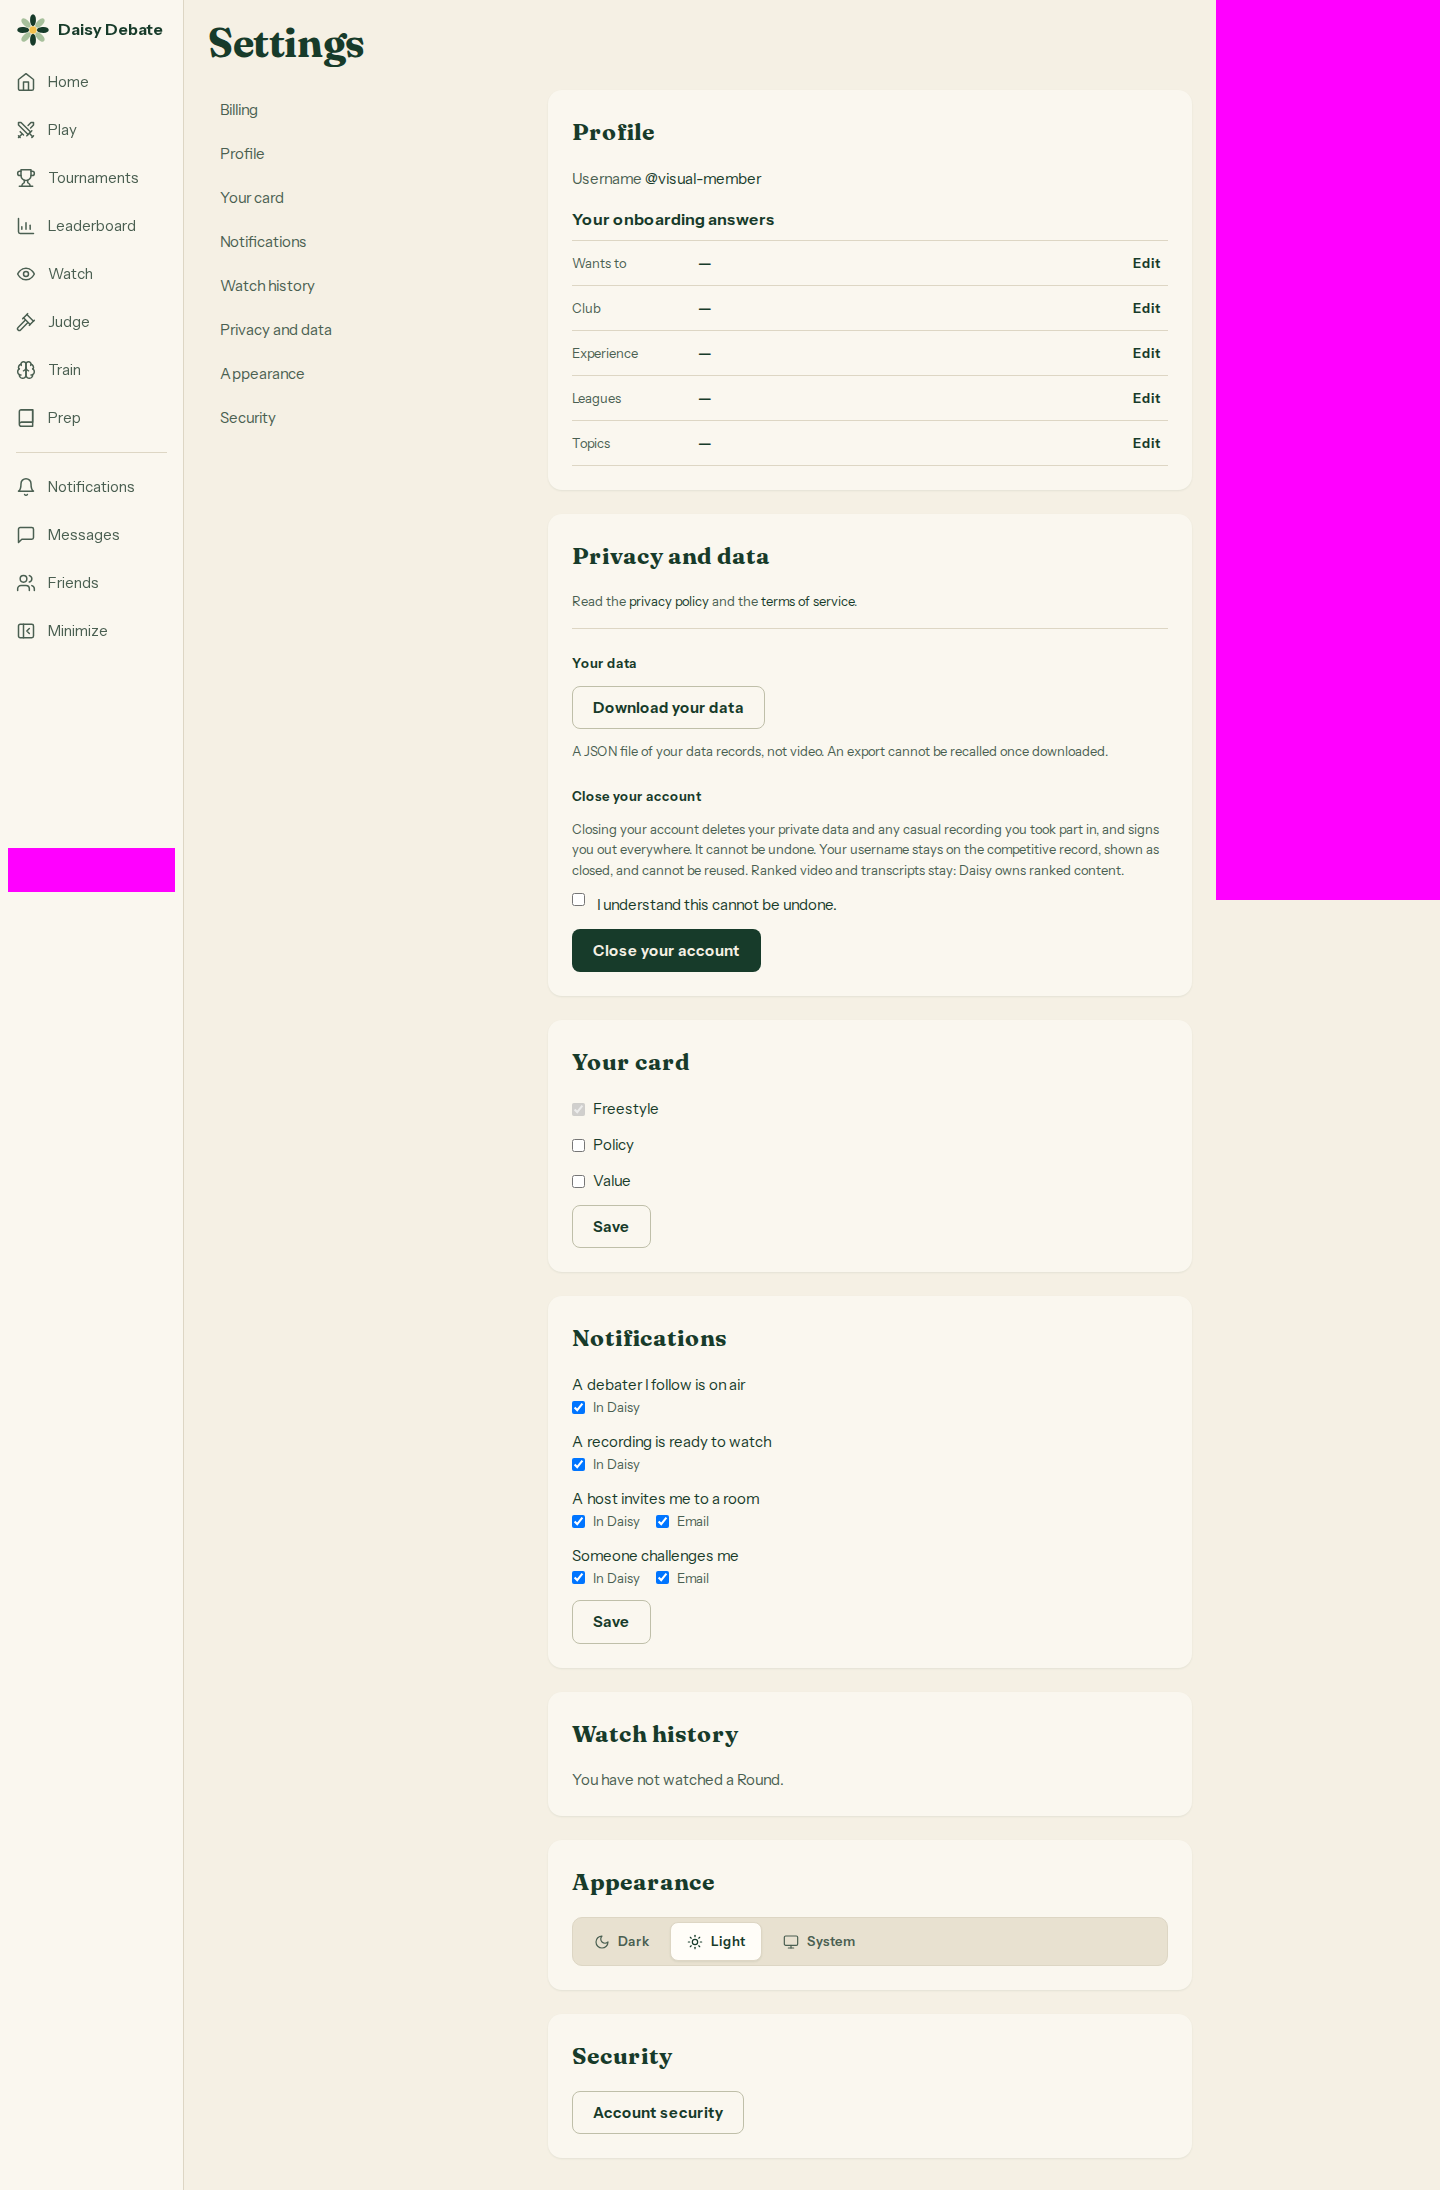 Daisy Debate
Home
Play
Tournaments
Leaderboard
Watch
Judge
Train
Prep
Notifications
Messages
Friends
Minimize
Settings
Billing
Profile
Your card
Notifications
Watch history
Privacy and data
Appearance
Security
Profile
Username @visual-member
Your onboarding answers
Wants to — Edit
Club — Edit
Experience — Edit
Leagues — Edit
Topics — Edit
Privacy and data
Read the privacy policy and the terms of service.
Your data
Download your data
A JSON file of your data records, not video. An export cannot be recalled once downloaded.
Close your account
Closing your account deletes your private data and any casual recording you took part in, and signs
you out everywhere. It cannot be undone. Your username stays on the competitive record, shown as
closed, and cannot be reused. Ranked video and transcripts stay: Daisy owns ranked content.
I understand this cannot be undone.
Close your account
Your card
Freestyle
Policy
Value
Save
Notifications
A debater I follow is on air
In Daisy
A recording is ready to watch
In Daisy
A host invites me to a room
In Daisy Email
Someone challenges me
In Daisy Email
Save
Watch history
You have not watched a Round.
Appearance
Dark Light System
Security
Account security